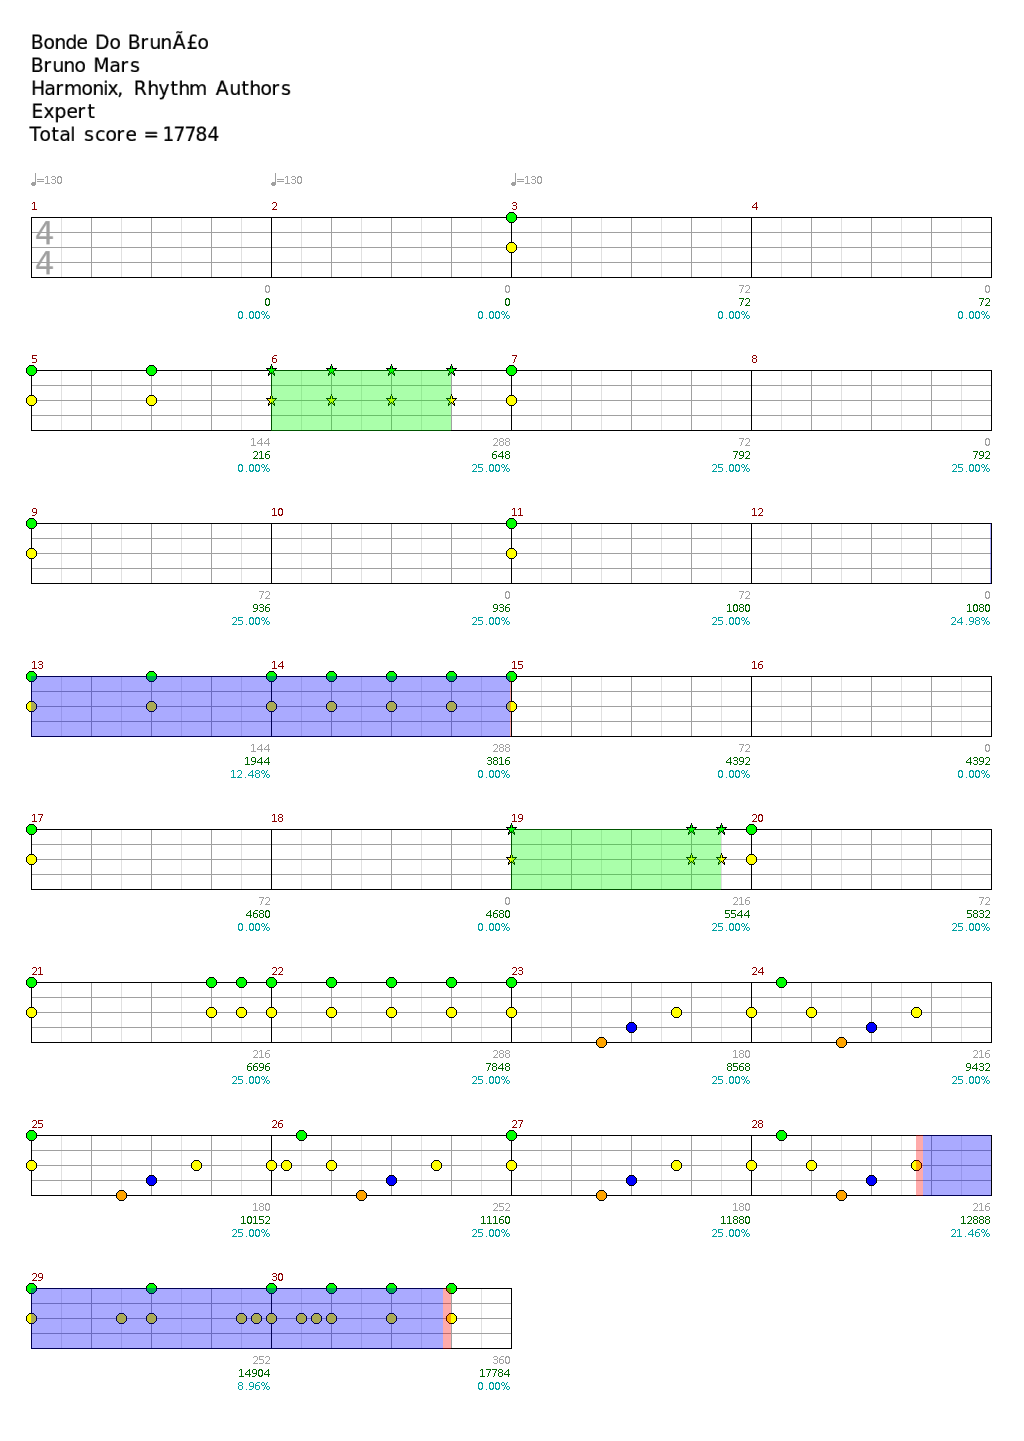 Bonde Do BrunÃ£o
Bruno Mars
Harmonix, Rhythm Authors
Expert
Total score = 17784
♩=130 ♩=130 ♩=130
1 2 3 4
4
4
0 0 72 0
0 0 72 72
0.00% 0.00% 0.00% 0.00%
5 6 7 8
144 288 72 0
216 648 792 792
0.00% 25.00% 25.00% 25.00%
9 10 11 12
72 0 72 0
936 936 1080 1080
25.00% 25.00% 25.00% 24.98%
13 14 15 16
144 288 72 0
1944 3816 4392 4392
12.48% 0.00% 0.00% 0.00%
17 18 19 20
72 0 216 72
4680 4680 5544 5832
0.00% 0.00% 25.00% 25.00%
21 22 23 24
216 288 180 216
6696 7848 8568 9432
25.00% 25.00% 25.00% 25.00%
25 26 27 28
180 252 180 216
10152 11160 11880 12888
25.00% 25.00% 25.00% 21.46%
29 30
252 360
14904 17784
8.96% 0.00%